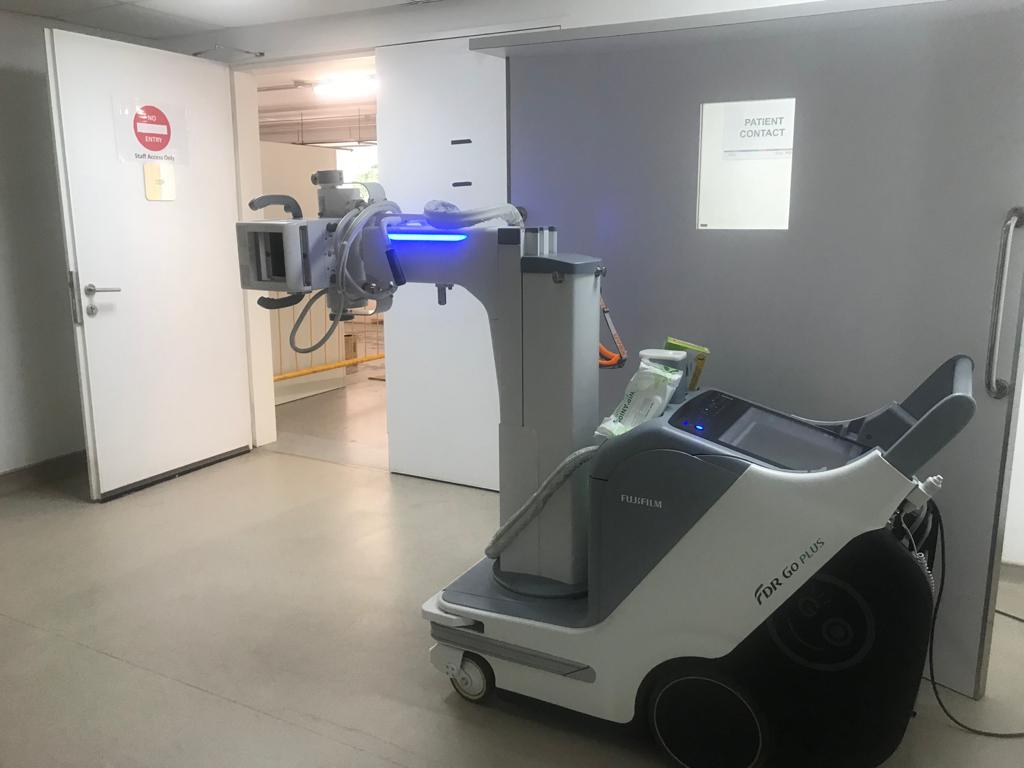 NO
ENTRY
Staff Access Only
PATIENT
CONTACT
FUJIFILM
FDR Go PLUS